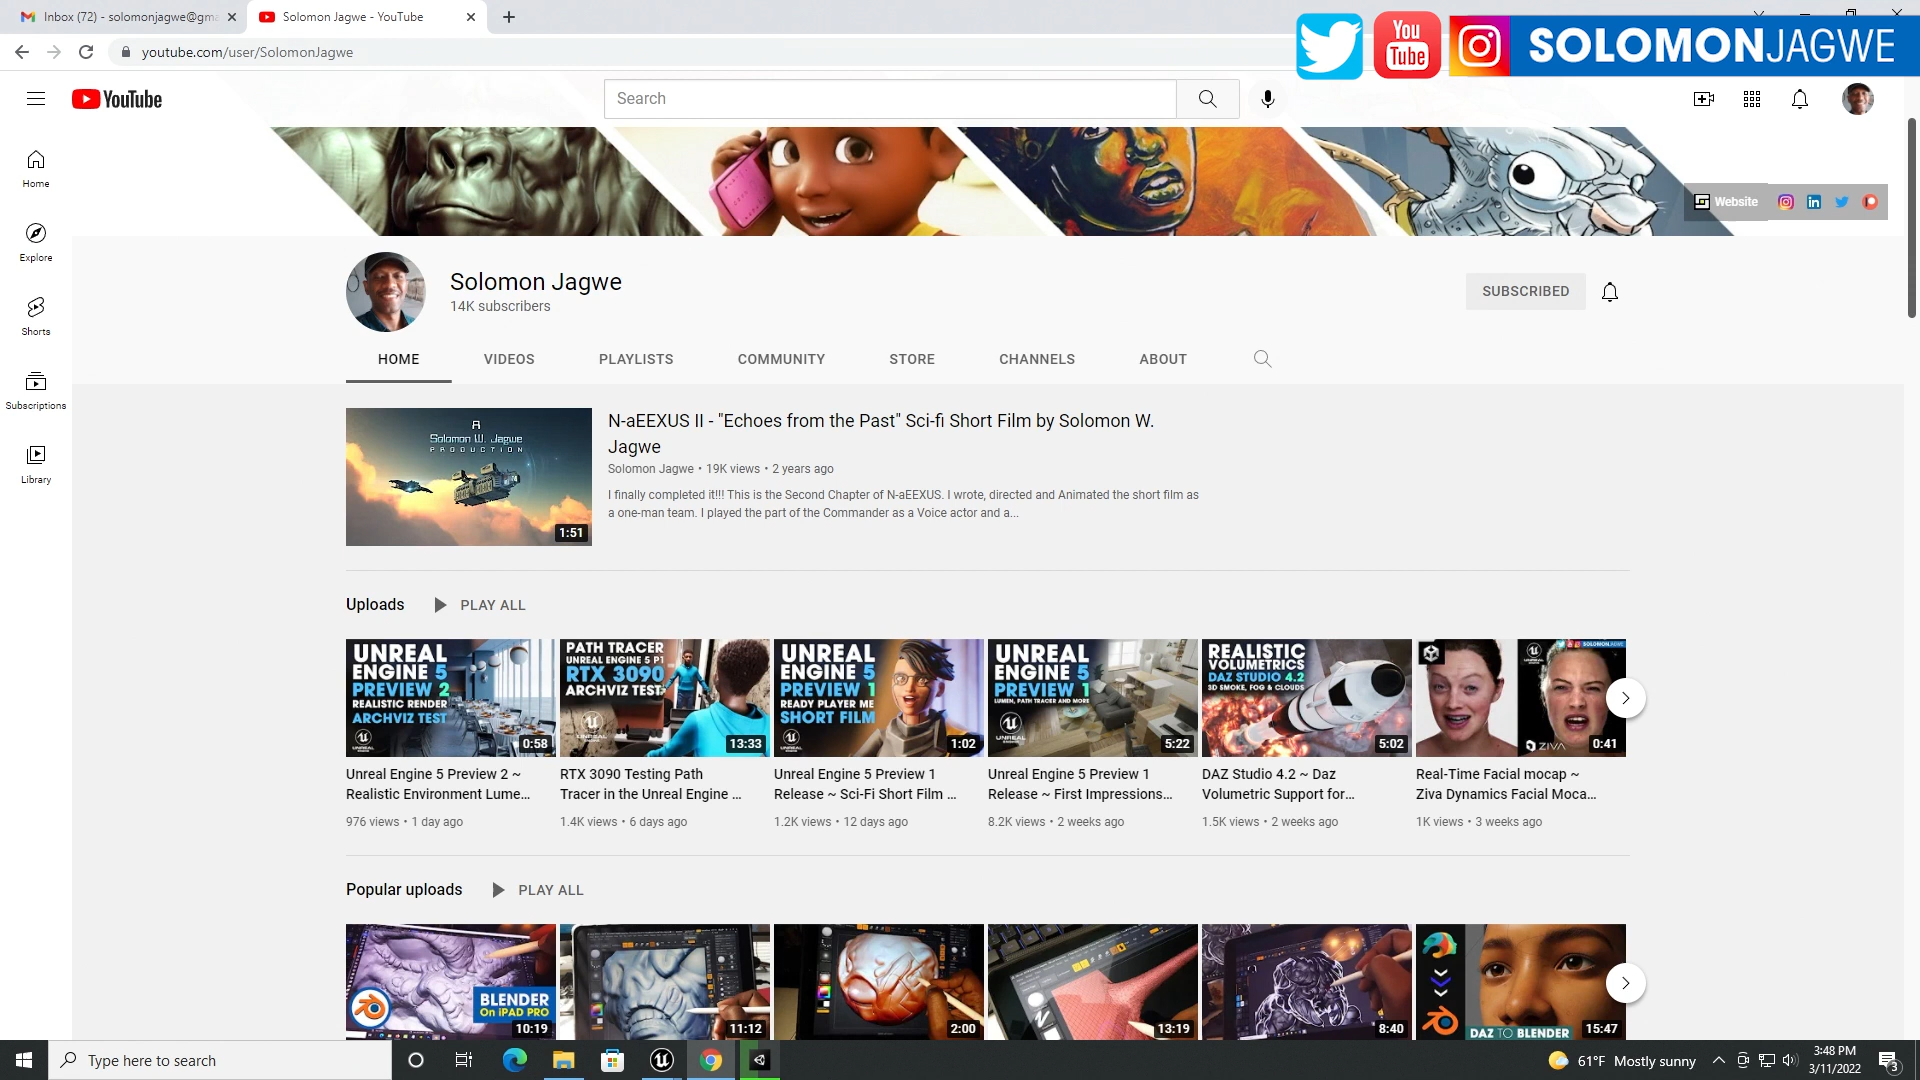 Inbox (72) - solomonjagwe@gma
Solomon Jagwe - YouTube
youtube.com/user/SolomonJagwe
You
Tube
SOLOMONJAGWE
YouTube
Search
Home
Explore
Shorts
Subscriptions
Library
Website
Solomon Jagwe
14K subscribers
SUBSCRIBED
HOME
VIDEOS
PLAYLISTS
COMMUNITY
STORE
CHANNELS
ABOUT
A
Solomon W. Jagwe
PRODUCTION
1:51
N-aEEXUS II - "Echoes from the Past" Sci-fi Short Film by Solomon W.
Jagwe
Solomon Jagwe • 19K views • 2 years ago
I finally completed it!!! This is the Second Chapter of N-aEEXUS. I wrote, directed and Animated the short film as
a one-man team. I played the part of the Commander as a Voice actor and a...
Uploads
PLAY ALL
UNREAL
ENGINE 5
PREVIEW 2
REALISTIC RENDER
ARCHVIZ TEST
0:58
Unreal Engine 5 Preview 2 ~
Realistic Environment Lume...
976 views • 1 day ago
PATH TRACER
UNREAL ENGINE 5 P1
RTX 3090
ARCHVIZ TEST
13:33
RTX 3090 Testing Path
Tracer in the Unreal Engine ...
1.4K views • 6 days ago
UNREAL
ENGINE 5
PREVIEW 1
READY PLAYER ME
SHORT FILM
1:02
Unreal Engine 5 Preview 1
Release ~ Sci-Fi Short Film ...
1.2K views • 12 days ago
UNREAL
ENGINE 5
PREVIEW 1
LUMEN, PATH TRACER AND MORE
5:22
Unreal Engine 5 Preview 1
Release ~ First Impressions...
8.2K views • 2 weeks ago
REALISTIC
VOLUMETRICS
DAZ STUDIO 4.2
3D SMOKE, FOG & CLOUDS
5:02
DAZ Studio 4.2 ~ Daz
Volumetric Support for...
1.5K views • 2 weeks ago
SOLOMONJAGWE
ZIVA
0:41
Real-Time Facial mocap ~
Ziva Dynamics Facial Moca...
1K views • 3 weeks ago
Popular uploads
PLAY ALL
BLENDER
On iPAD PRO
10:19
11:12
2:00
13:19
8:40
DAZ TO BLENDER
15:47
Type here to search
61°F Mostly sunny
3:48 PM
3/11/2022
3